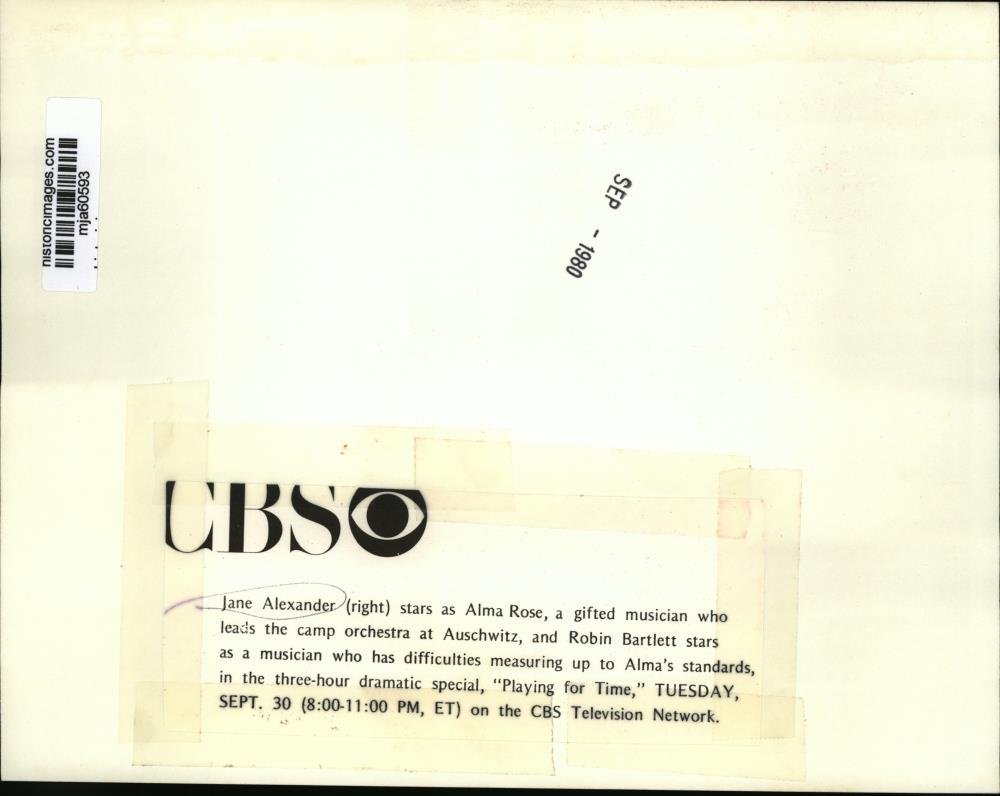 historicimages.com
mja60593
SEP - 1980
CBS
Jane Alexander (right) stars as Alma Rose, a gifted musician who
leads the camp orchestra at Auschwitz, and Robin Bartlett stars
as a musician who has difficulties measuring up to Alma's standards,
in the three-hour dramatic special, "Playing for Time," TUESDAY,
SEPT. 30 (8:00-11:00 PM, ET) on the CBS Television Network.